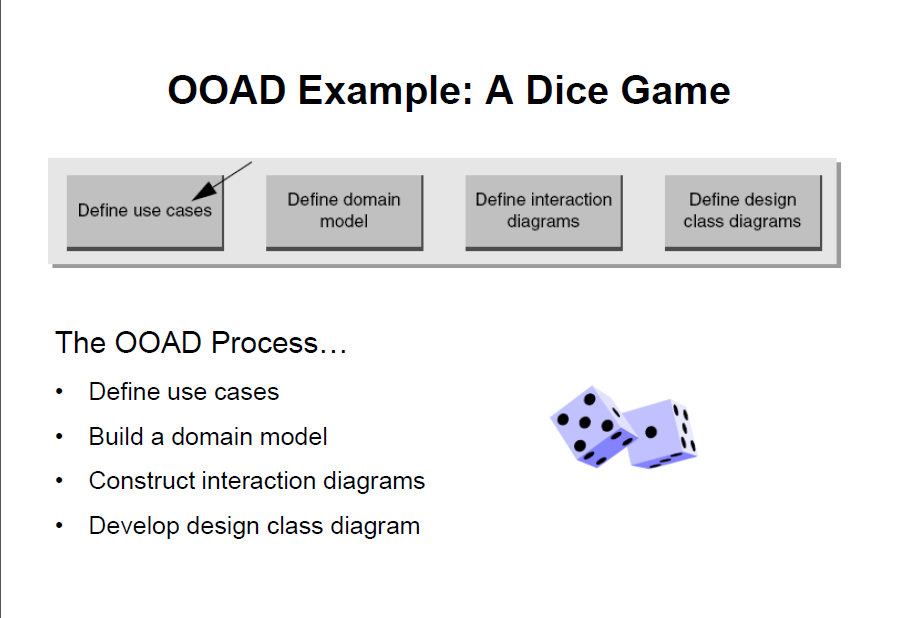 OOAD Example: A Dice Game
Define use cases
Define domain
model
Define interaction
diagrams
Define design
class diagrams
The OOAD Process…
• Define use cases
• Build a domain model
• Construct interaction diagrams
• Develop design class diagram